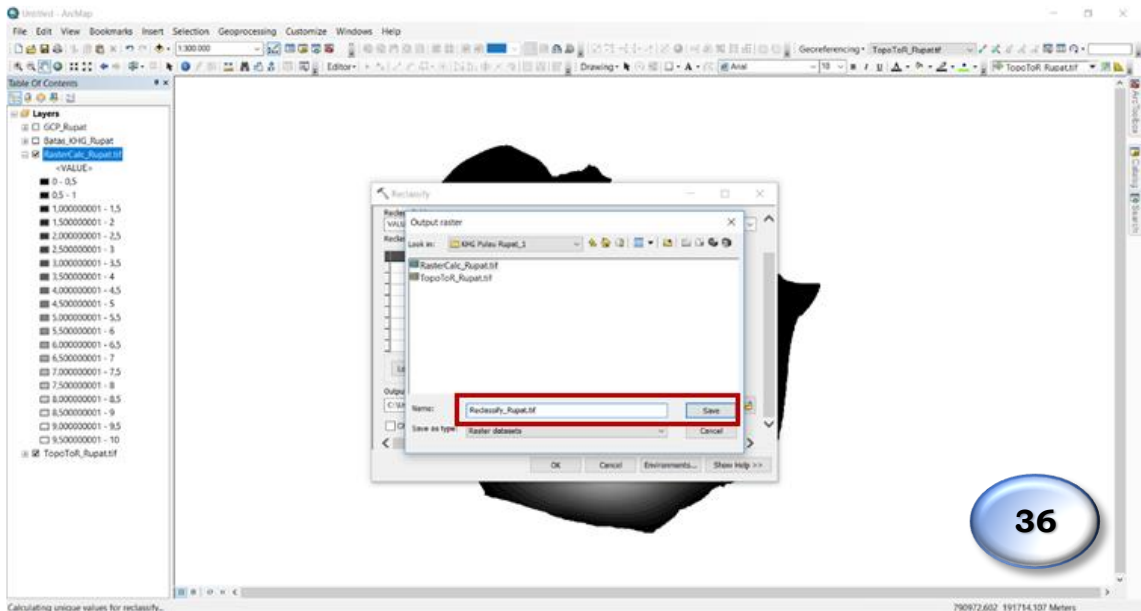 Untitled - ArcMap
File Edit View Bookmarks Insert Selection Geoprocessing Customize Windows Help
1:300.000
Georeferencing▾ TopoToR_Rupat.tif
Editor▾
Drawing▾
Arial
10
TopoToR_Rupat.tif
Table Of Contents
Layers
GCP_Rupat
Batas_KHG_Rupat
RasterCalc_Rupat.tif
<VALUE>
0 - 0,5
0,5 - 1
1,000000001 - 1,5
1,500000001 - 2
2,000000001 - 2,5
2,500000001 - 3
3,000000001 - 3,5
3,500000001 - 4
4,000000001 - 4,5
4,500000001 - 5
5,000000001 - 5,5
5,500000001 - 6
6,000000001 - 6,5
6,500000001 - 7
7,000000001 - 7,5
7,500000001 - 8
8,000000001 - 8,5
8,500000001 - 9
9,000000001 - 9,5
9,500000001 - 10
TopoToR_Rupat.tif
Reclassify
Output raster
Look in: KHG Pulau Rupat_1
RasterCalc_Rupat.tif
TopoToR_Rupat.tif
Name: Reclassify_Rupat.tif Save
Save as type: Raster datasets Cancel
OK Cancel Environments... Show Help >>
ArcToolbox
Catalog
Search
36
Calculating unique values for reclassify...
790972,602 191714,107 Meters